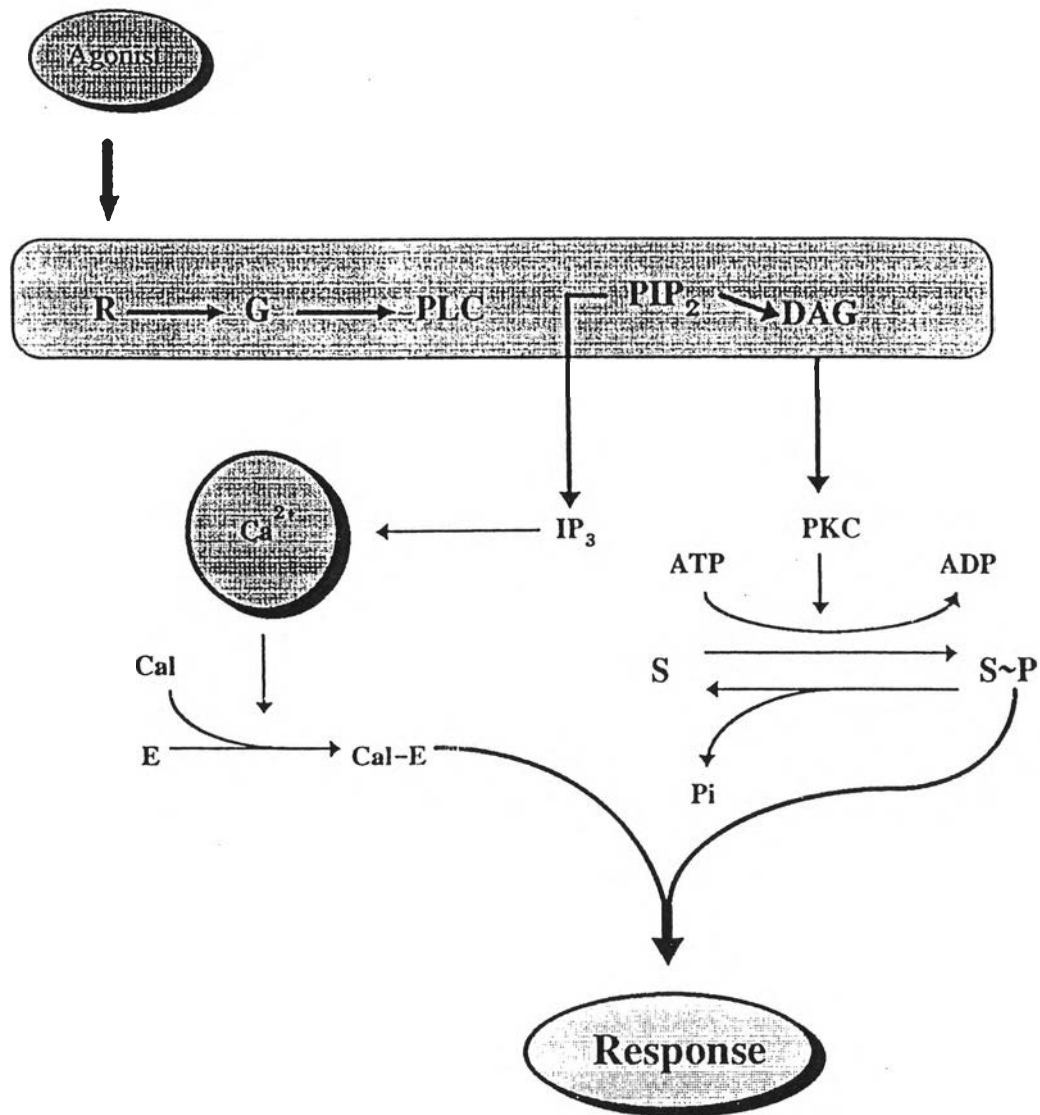 Agonist
R G PLC PIP₂ DAG
Ca²⁺ IP₃ PKC
ATP ADP
Cal S S~P
E Cal-E
Pi
Response